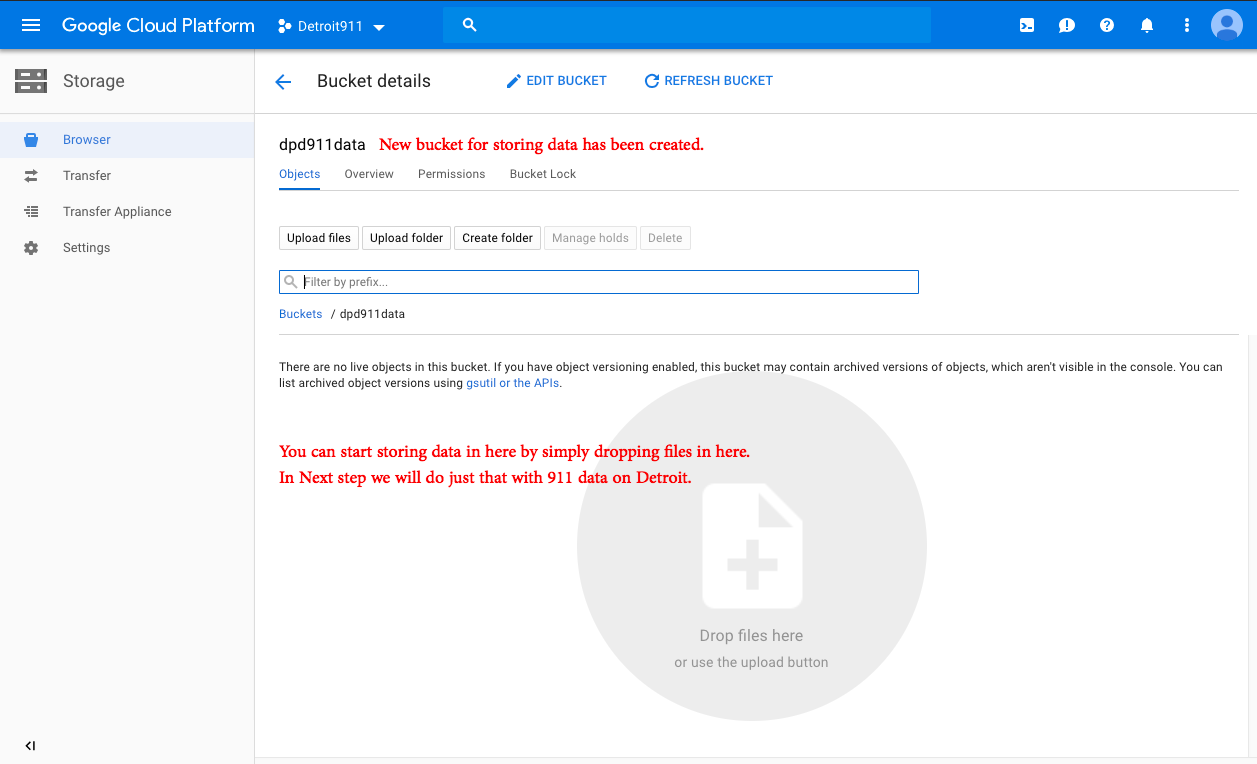 Google Cloud Platform Detroit911
Storage
Bucket details EDIT BUCKET REFRESH BUCKET
Browser
Transfer
Transfer Appliance
Settings
dpd911data New bucket for storing data has been created.
Objects Overview Permissions Bucket Lock
Upload files Upload folder Create folder Manage holds Delete
Filter by prefix...
Buckets / dpd911data
There are no live objects in this bucket. If you have object versioning enabled, this bucket may contain archived versions of objects, which aren't visible in the console. You can
list archived object versions using gsutil or the APIs.
You can start storing data in here by simply dropping files in here.
In Next step we will do just that with 911 data on Detroit.
Drop files here
or use the upload button